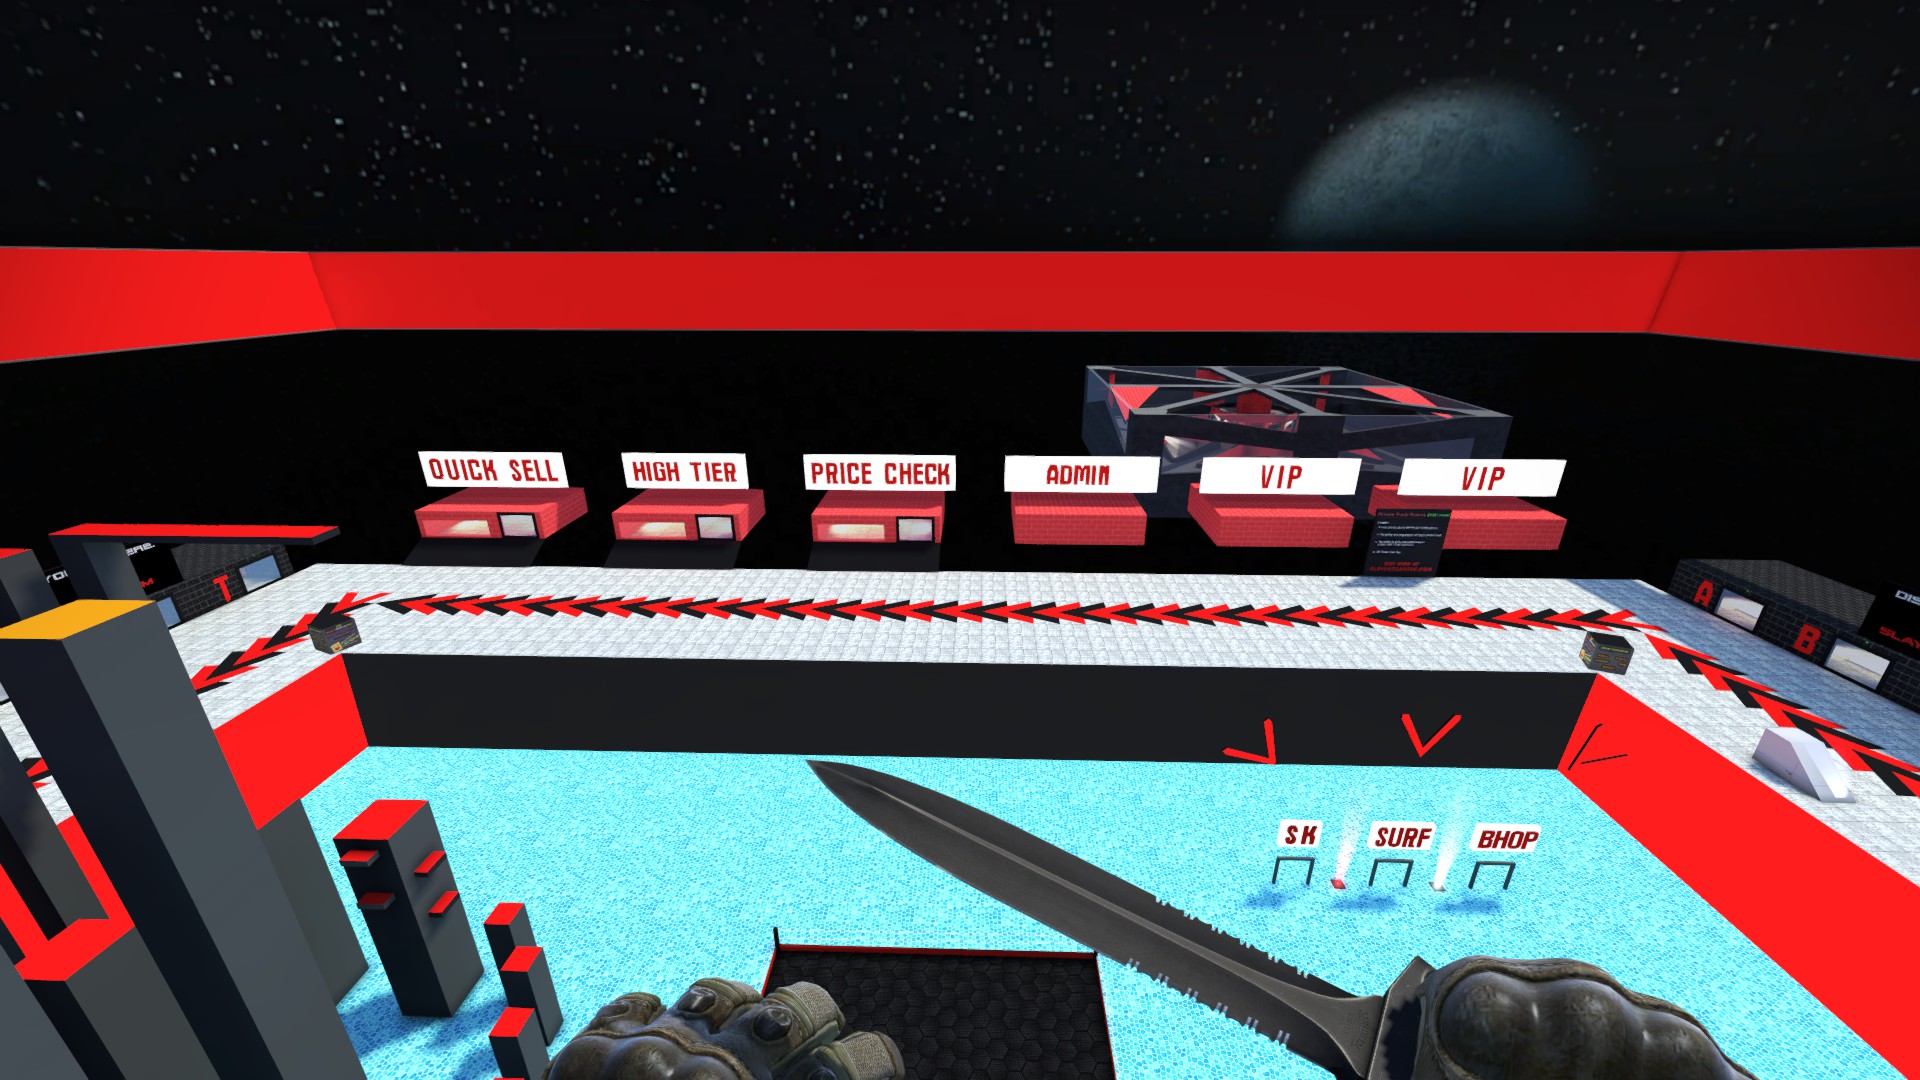 QUICK SELL
HIGH TIER
PRICE CHECK
ADMIN
VIP
VIP
T
A
B
SK
SURF
BHOP